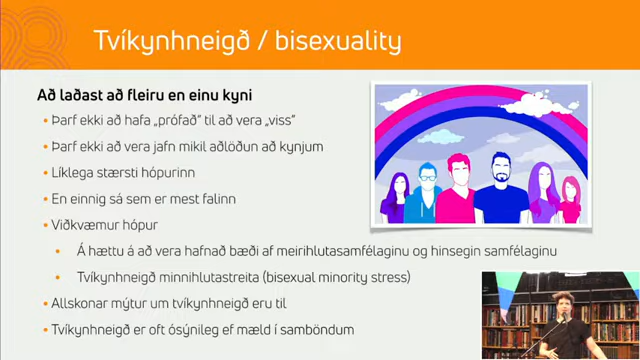 Tvíkynhneigð / bisexuality
Að laðast að fleiru en einu kyni
• Þarf ekki að hafa „prófað" til að vera „viss"
• Þarf ekki að vera jafn mikil aðlöðun að kynjum
• Líklega stærsti hópurinn
• En einnig sá sem er mest falinn
• Viðkvæmur hópur
• Á hættu á að vera hafnað bæði af meirihlutasamfélaginu og hinsegin samfélaginu
• Tvíkynhneigð minnihlutastreita (bisexual minority stress)
• Allskonar mýtur um tvíkynhneigð eru til
• Tvíkynhneigð er oft ósýnileg ef mæld í samböndum